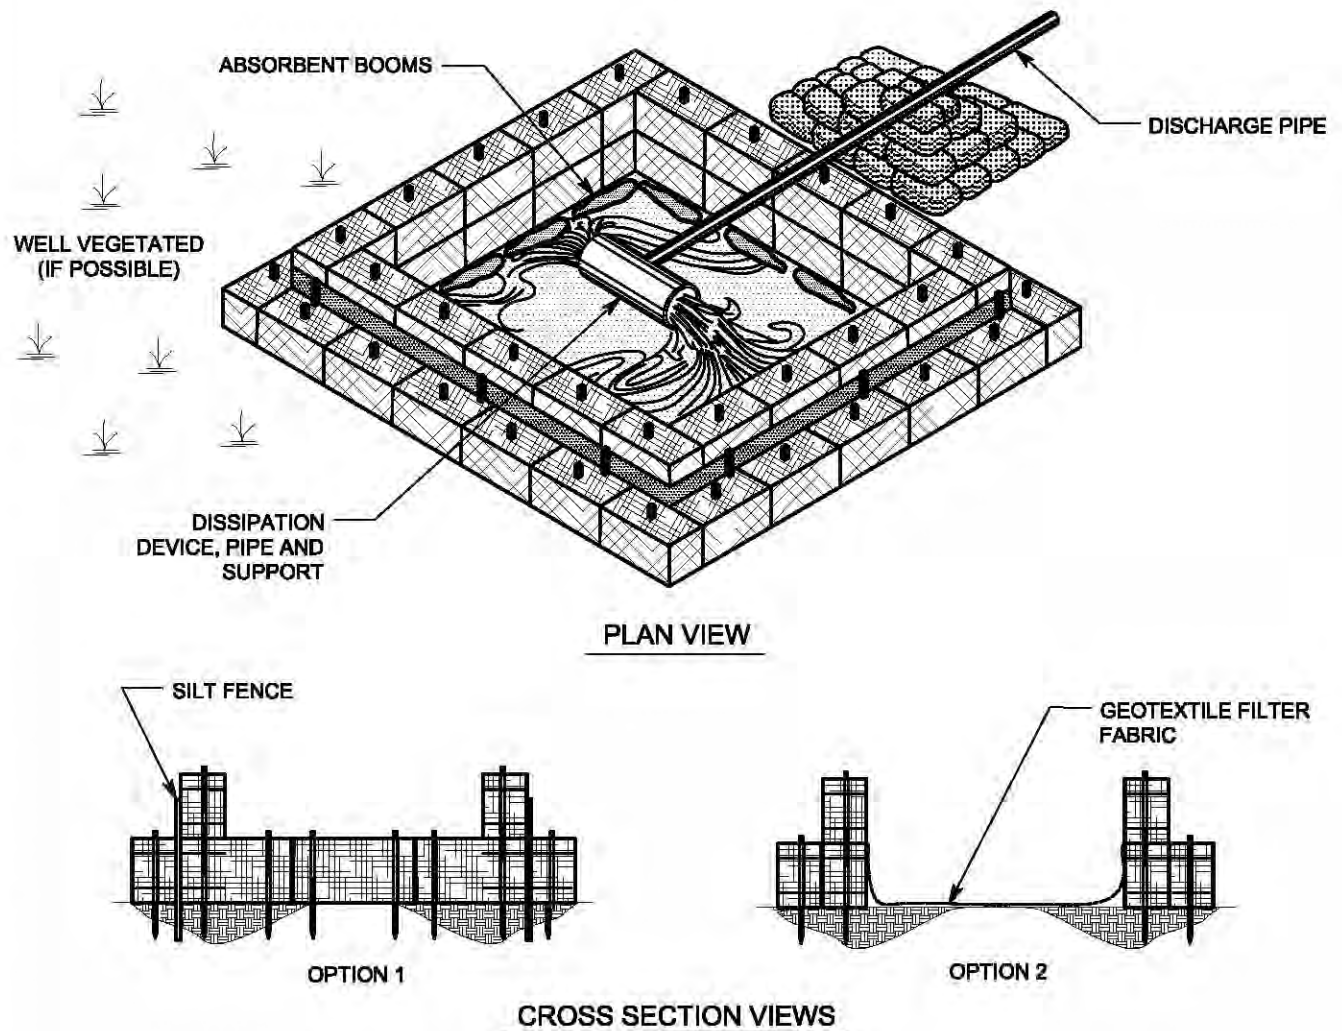 ABSORBENT BOOMS
DISCHARGE PIPE
WELL VEGETATED
(IF POSSIBLE)
DISSIPATION
DEVICE, PIPE AND
SUPPORT
PLAN VIEW
SILT FENCE
GEOTEXTILE FILTER
FABRIC
OPTION 1
OPTION 2
CROSS SECTION VIEWS